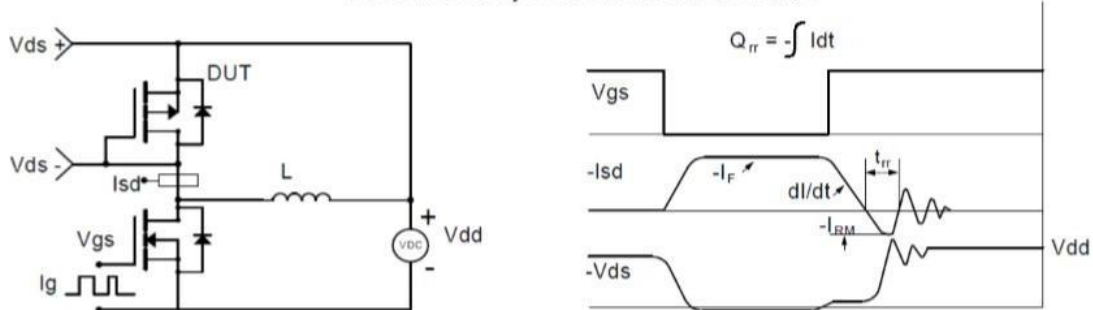 Vds +
DUT
Vds -
Isd
L
Vgs
Ig
VDC
+
-
Vdd
Qrr = -∫ Idt
Vgs
-Isd
-IF
dI/dt
trr
-IRM
-Vds
Vdd